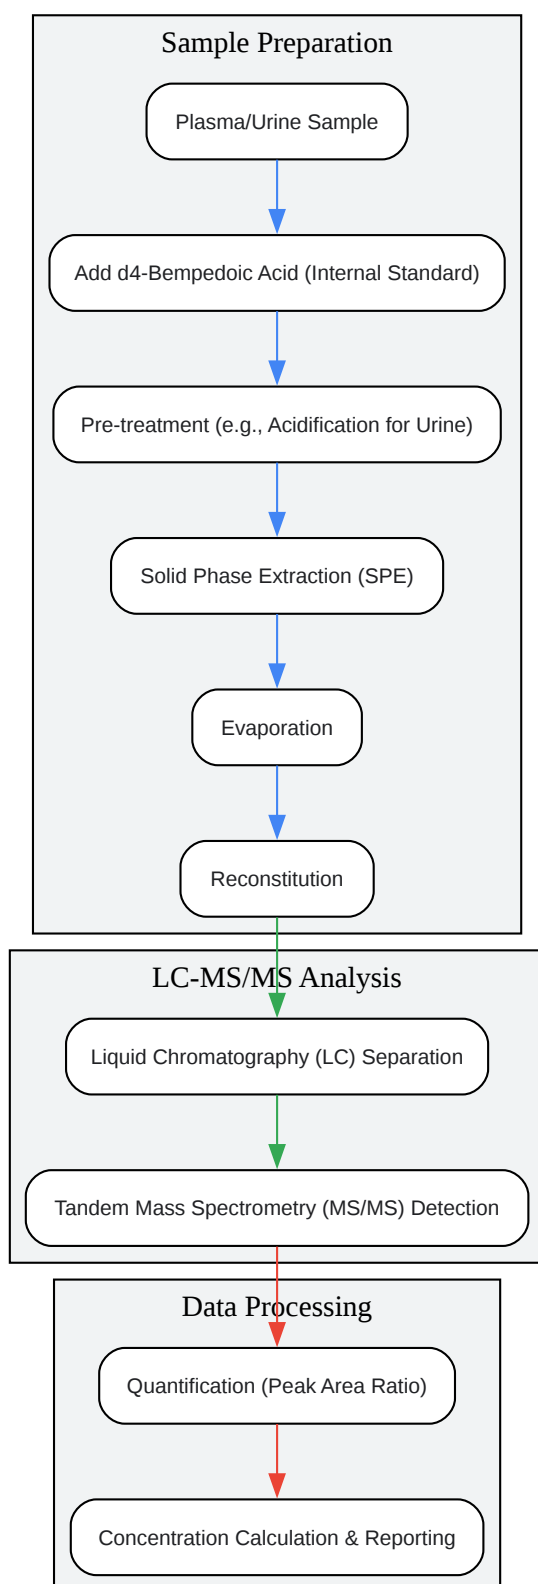 Sample Preparation
Plasma/Urine Sample
Add d4-Bempedoic Acid (Internal Standard)
Pre-treatment (e.g., Acidification for Urine)
Solid Phase Extraction (SPE)
Evaporation
Reconstitution
LC-MS/MS Analysis
Liquid Chromatography (LC) Separation
Tandem Mass Spectrometry (MS/MS) Detection
Data Processing
Quantification (Peak Area Ratio)
Concentration Calculation & Reporting